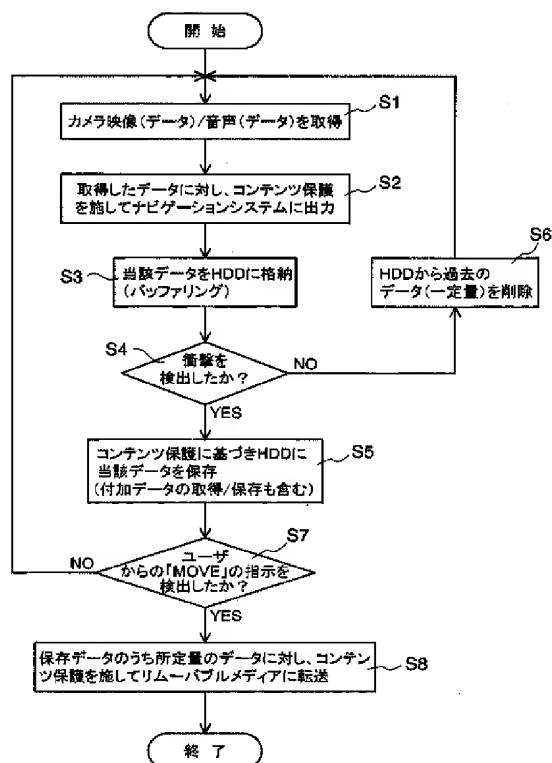 開 始
S1
カメラ映像(データ)/音声(データ)を取得
S2
取得したデータに対し、コンテンツ保護
を施してナビゲーションシステムに出力
S3
当該データをHDDに格納
(バッファリング)
S6
HDDから過去の
データ(一定量)を削除
S4
衝撃を
検出したか?
NO
YES
S5
コンテンツ保護に基づきHDDに
当該データを保存
(付加データの取得/保存も含む)
S7
ユーザ
からの「MOVE」の指示を
検出したか?
NO
YES
S8
保存データのうち所定量のデータに対し、コンテン
ツ保護を施してリムーバブルメディアに転送
終 了